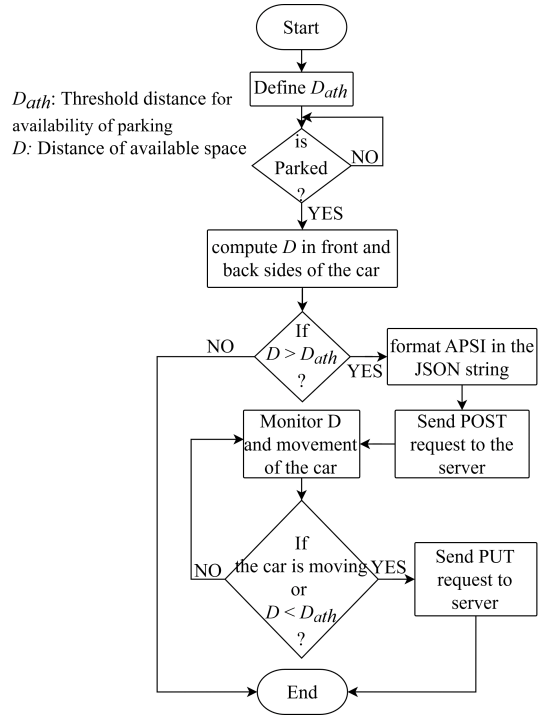 Start
Define Dath
Dath: Threshold distance for
availability of parking
D: Distance of available space
is
Parked
?
NO
YES
compute D in front and
back sides of the car
If
D > Dath
?
NO
YES
format APSI in the
JSON string
Send POST
request to the
server
Monitor D
and movement
of the car
If
the car is moving
or
D < Dath
?
NO
YES
Send PUT
request to
server
End